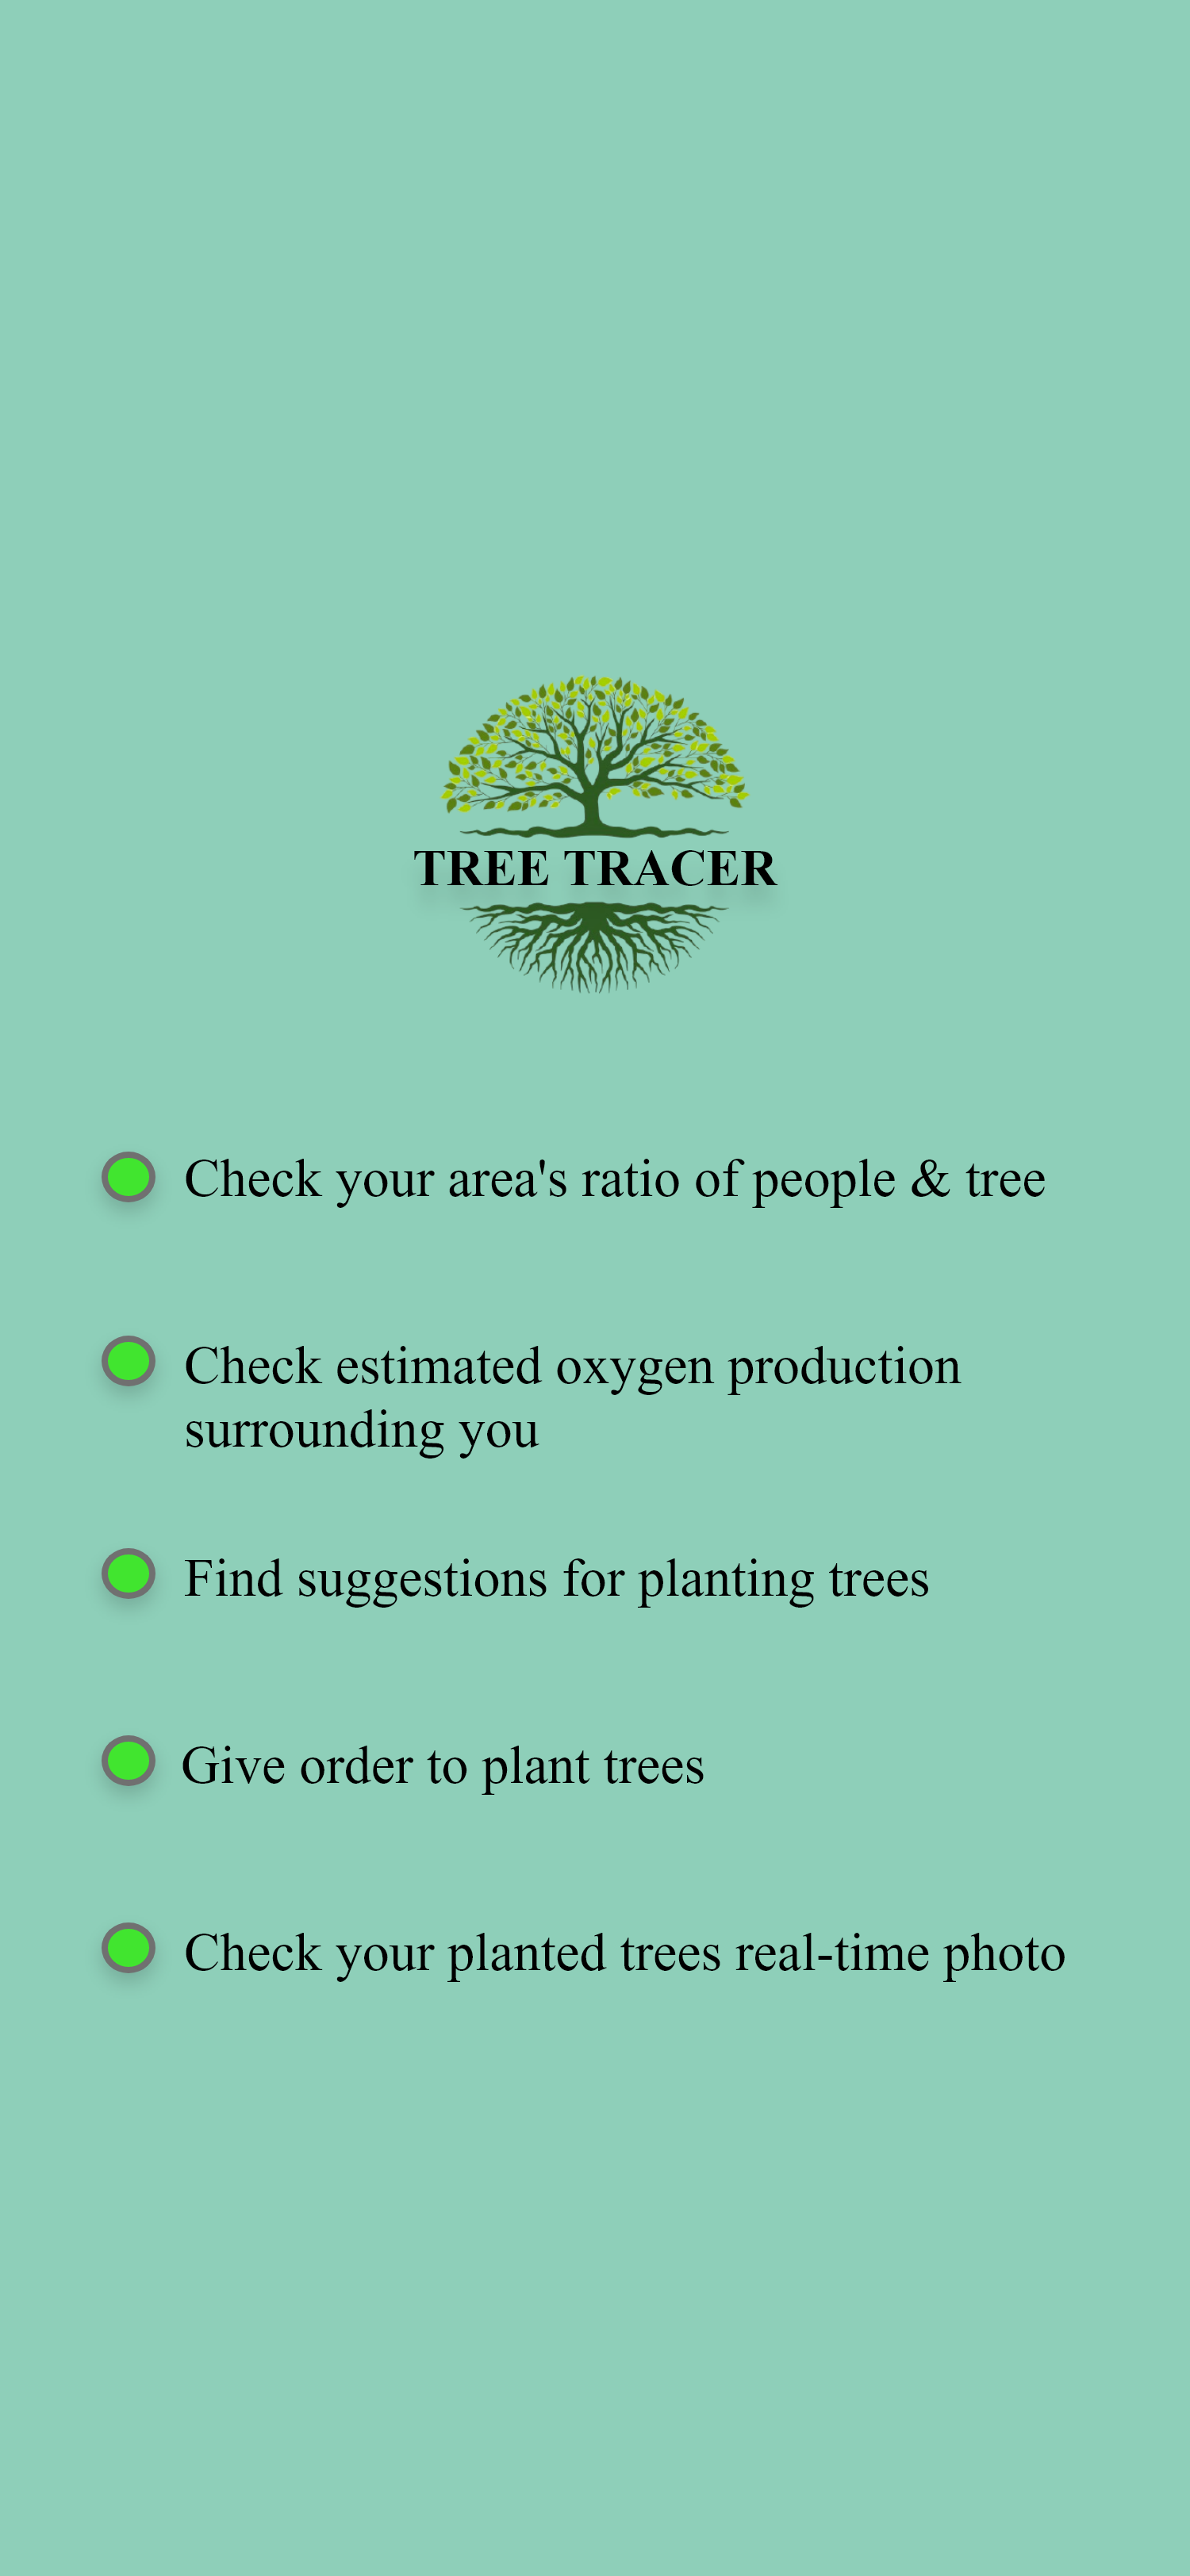 TREE TRACER
Check your area's ratio of people & tree
Check estimated oxygen production
surrounding you
Find suggestions for planting trees
Give order to plant trees
Check your planted trees real-time photo